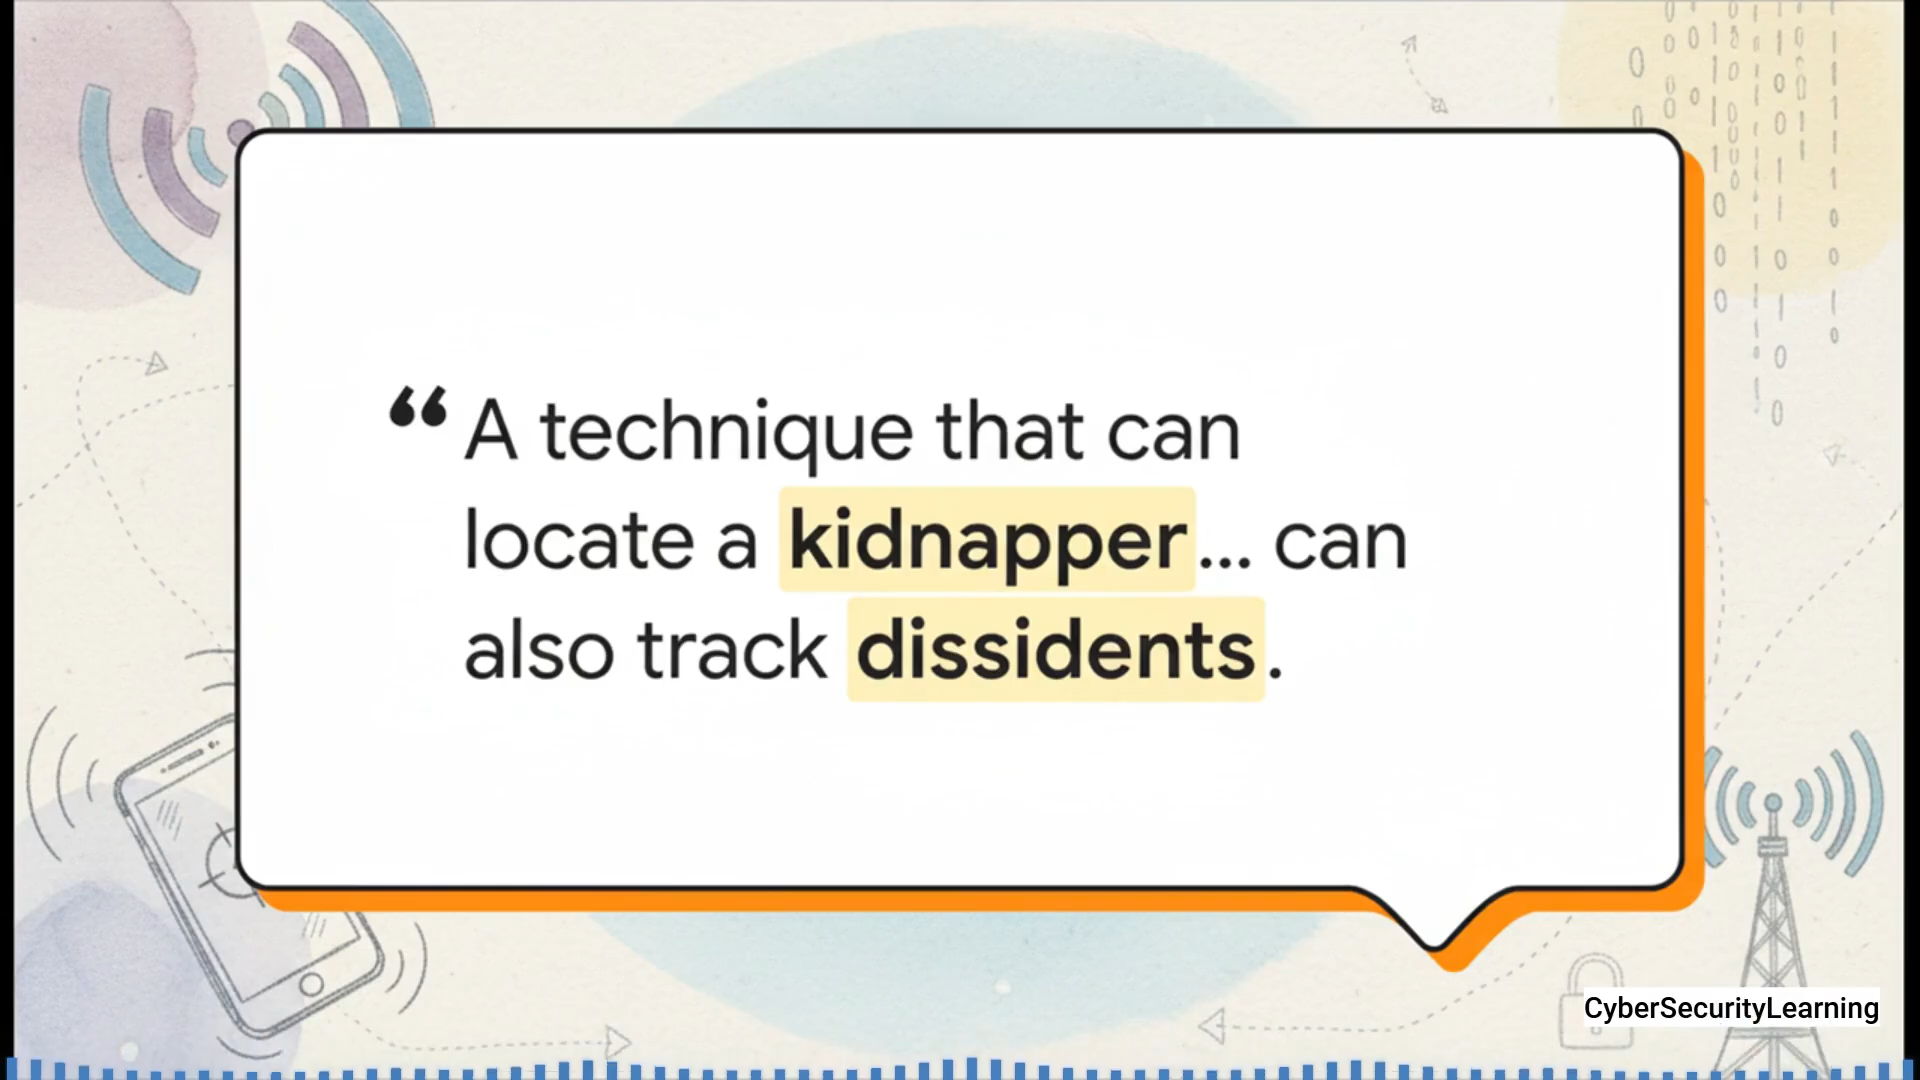 “A technique that can
locate a kidnapper... can
also track dissidents.
CyberSecurityLearning